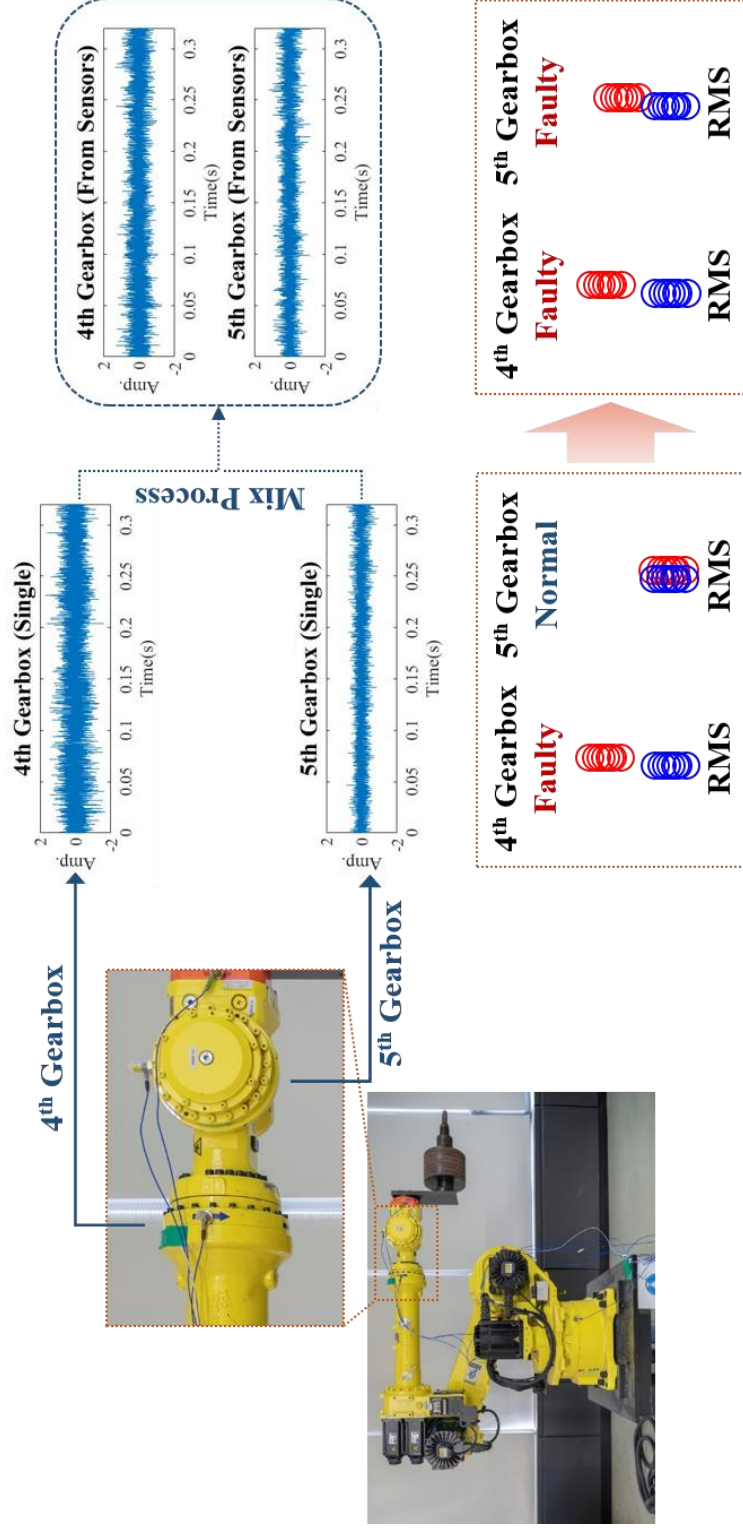 4th Gearbox
5th Gearbox
4th Gearbox (Single)
Amp.
2
0
-2
0 0.05 0.1 0.15 0.2 0.25 0.3
Time(s)
5th Gearbox (Single)
Amp.
2
0
-2
0 0.05 0.1 0.15 0.2 0.25 0.3
Time(s)
Mix Process
4th Gearbox (From Sensors)
Amp.
2
0
-2
0 0.05 0.1 0.15 0.2 0.25 0.3
Time(s)
5th Gearbox (From Sensors)
Amp.
2
0
-2
0 0.05 0.1 0.15 0.2 0.25 0.3
Time(s)
4th Gearbox 5th Gearbox
Faulty Normal
RMS RMS
4th Gearbox 5th Gearbox
Faulty Faulty
RMS RMS